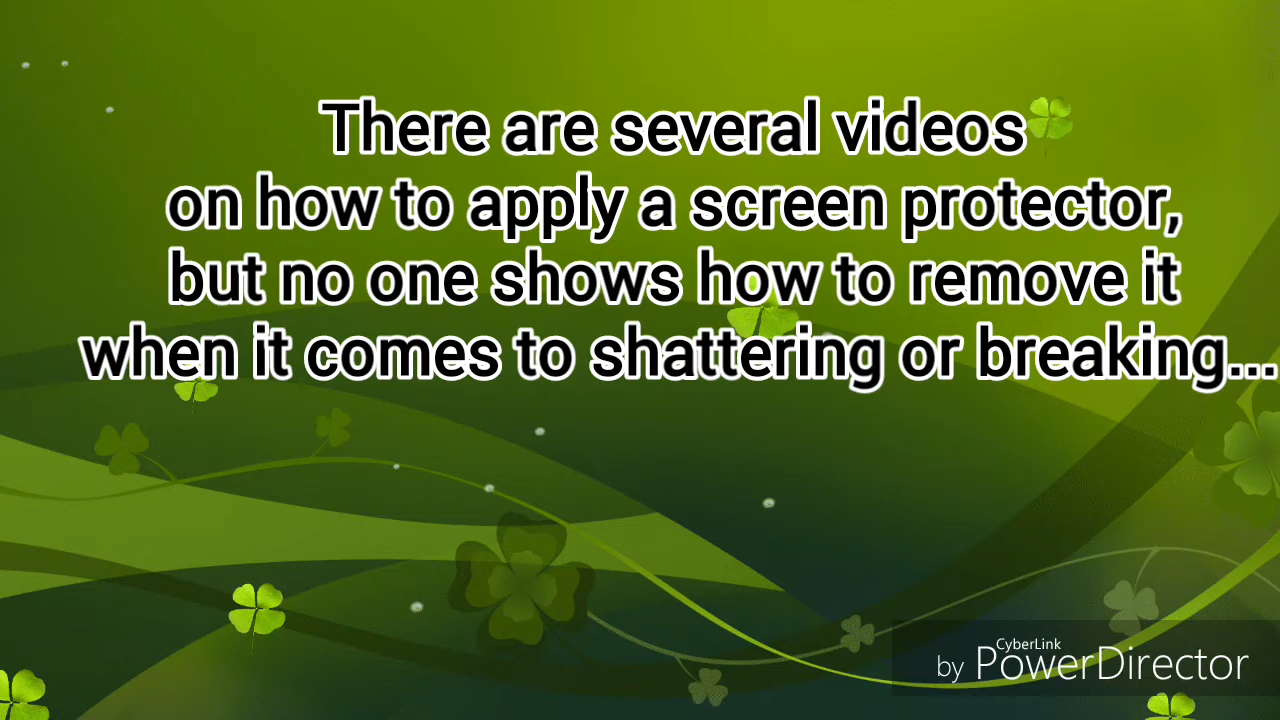 There are several videos
on how to apply a screen protector,
but no one shows how to remove it
when it comes to shattering or breaking...
CyberLink
by PowerDirector